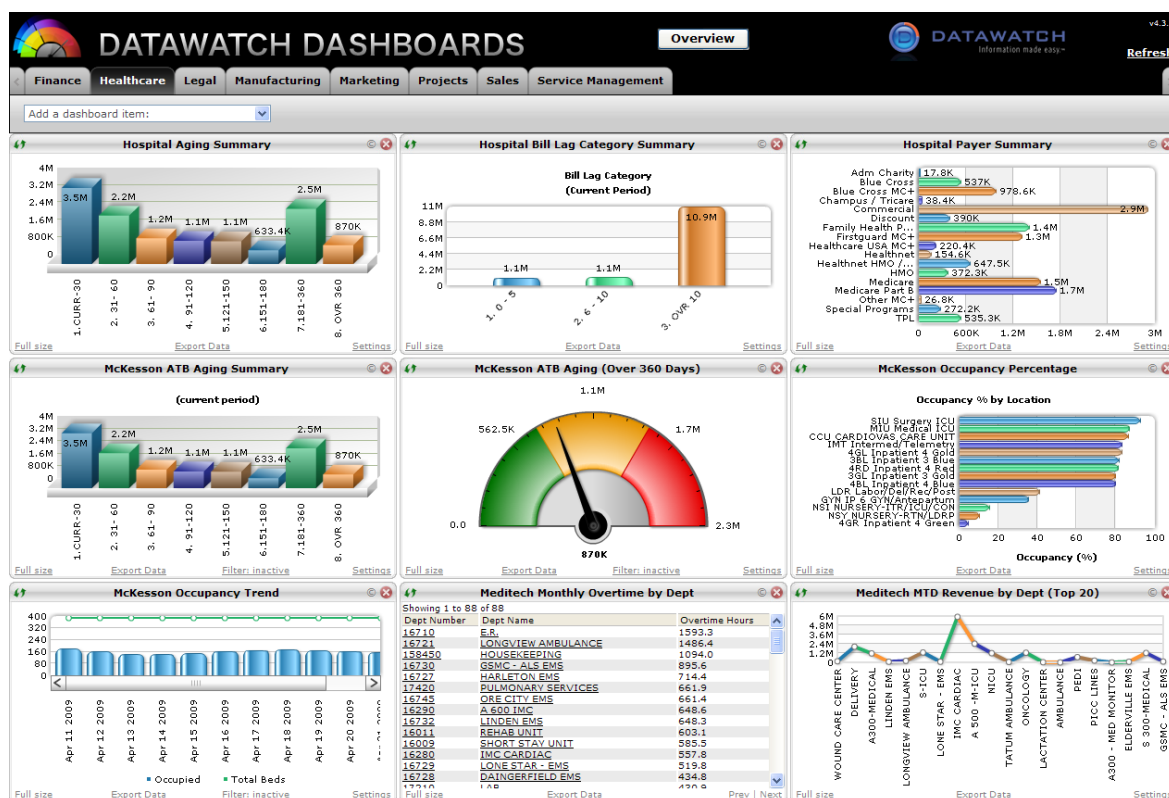 v4.3.
DATAWATCH DASHBOARDS
Overview
DATAWATCH
Information made easy
Refresh
Finance Healthcare Legal Manufacturing Marketing Projects Sales Service Management
Add a dashboard item:
Hospital Aging Summary
4M
3.2M
2.4M
1.6M
800K
0
3.5M
2.2M
1.2M
1.1M
1.1M
633.4K
2.5M
870K
1.CURR-30
2. 31- 60
3. 61- 90
4. 91-120
5.121-150
6.151-180
7.181-360
8. OVR 360
Full size Export Data Settings
Hospital Bill Lag Category Summary
Bill Lag Category
(Current Period)
11M
8.8M
6.6M
4.4M
2.2M
0
1.1M
1.1M
10.9M
1. 0 - 5
2. 6 - 10
3. OVR 10
Full size Export Data Settings
Hospital Payer Summary
Adm Charity 17.8K
Blue Cross 537K
Blue Cross MC+ 978.6K
Champus / Tricare 38.4K
Commercial 2.9M
Discount 390K
Family Health P... 1.4M
Firstguard MC+ 1.3M
Healthcare USA MC+ 220.4K
Healthnet 154.6K
Healthnet HMO /... 647.5K
HMO 372.3K
Medicare 1.5M
Medicare Part B 1.7M
Other MC+ 26.8K
Special Programs 272.2K
TPL 535.3K
0 600K 1.2M 1.8M 2.4M 3M
Full size Export Data Settings
McKesson ATB Aging Summary
(current period)
4M
3.2M
2.4M
1.6M
800K
0
3.5M
2.2M
1.2M
1.1M
1.1M
633.4K
2.5M
870K
1.CURR-30
2. 31- 60
3. 61- 90
4. 91-120
5.121-150
6.151-180
7.181-360
8. OVR 360
Full size Export Data Filter: inactive Settings
McKesson ATB Aging (Over 360 Days)
0.0
562.5K
1.1M
1.7M
2.3M
870K
Full size Export Data Filter: inactive Settings
McKesson Occupancy Percentage
Occupancy % by Location
SIU Surgery ICU
MIU Medical ICU
CCU CARDIOVAS CARE UNIT
IMT Intermed/Telemetry
4GL Inpatient 4 Gold
3BL Inpatient 3 Blue
4RD Inpatient 4 Red
3GL Inpatient 3 Gold
4BL Inpatient 4 Blue
LDR Labor/Del/Rec/Post
GYN IP 6 GYN/Antepartum
NSI NURSERY-ITR/ICU/CON
NSY NURSERY-RTN/LDRP
4GR Inpatient 4 Green
0 20 40 60 80 100
Occupancy (%)
Full size Export Data Settings
McKesson Occupancy Trend
400
320
240
160
80
0
Apr 11 2009
Apr 12 2009
Apr 13 2009
Apr 14 2009
Apr 15 2009
Apr 16 2009
Apr 17 2009
Apr 18 2009
Apr 19 2009
Apr 20 2009
Occupied Total Beds
Full size Export Data Filter: inactive Settings
Meditech Monthly Overtime by Dept
Showing 1 to 88 of 88
Dept Number Dept Name Overtime Hours
16710 E.R. 1593.3
16721 LONGVIEW AMBULANCE 1486.4
158450 HOUSEKEEPING 1094.0
16730 GSMC - ALS EMS 895.6
16727 HARLETON EMS 714.4
17420 PULMONARY SERVICES 661.9
16745 ORE CITY EMS 661.4
16290 A 600 IMC 648.6
16732 LINDEN EMS 648.3
16011 REHAB UNIT 603.1
16009 SHORT STAY UNIT 585.5
16280 IMC CARDIAC 557.8
16729 LONE STAR - EMS 519.8
16728 DAINGERFIELD EMS 434.8
17210 LAB 430.9
Full size Export Data Prev | Next
Meditech MTD Revenue by Dept (Top 20)
6M
4.8M
3.6M
2.4M
1.2M
0
WOUND CARE CENTER
DELIVERY
A300-MEDICAL
LINDEN EMS
LONGVIEW AMBULANCE
S-ICU
LONE STAR - EMS
IMC CARDIAC
A 500 -M-ICU
NICU
TATUM AMBULANCE
ONCOLOGY
LACTATION CENTER
AMBULANCE
PEDI
PICC LINES
A300 - MED MONITOR
ELDERVILLE EMS
S 300-MEDICAL
GSMC - ALS EMS
Full size Export Data Settings